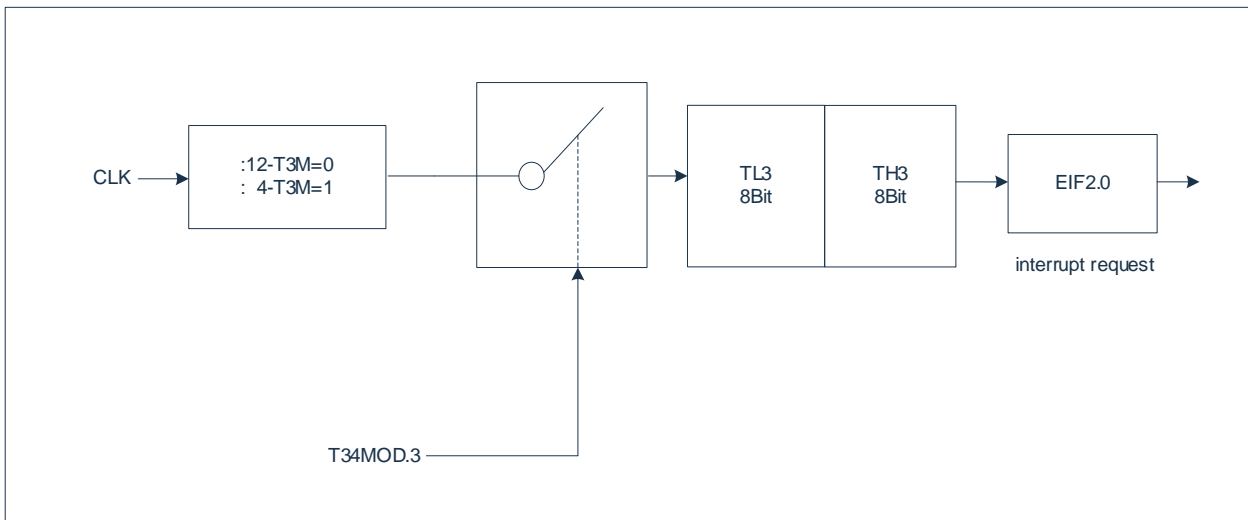 CLK
:12-T3M=0
: 4-T3M=1
TL3
8Bit
TH3
8Bit
EIF2.0
interrupt request
T34MOD.3